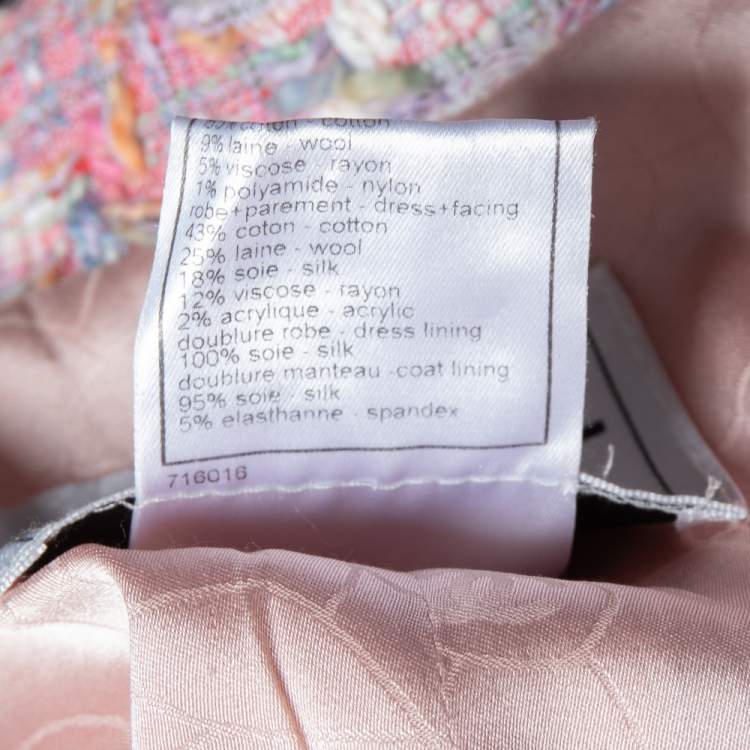 coton - cotton
9% laine - wool
5% viscose - rayon
1% polyamide - nylon
robe+parement - dress+facing
43% coton - cotton
25% laine - wool
18% soie - silk
12% viscose - rayon
2% acrylique - acrylic
doublure robe - dress lining
100% soie - silk
doublure manteau -coat lining
95% soie - silk
5% elasthanne - spandex
716016